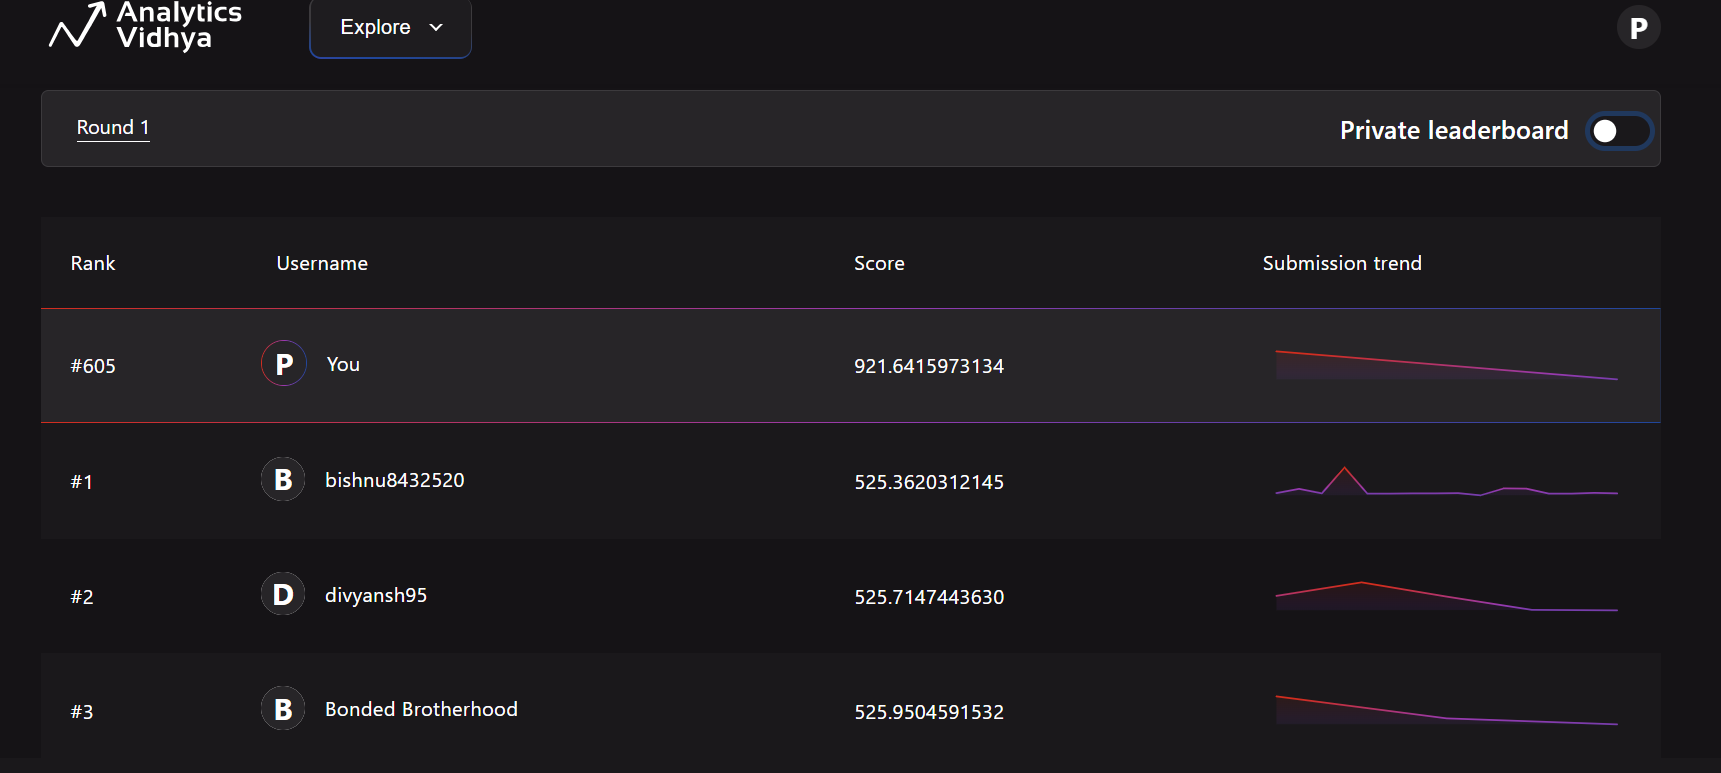 Analytics
Vidhya
Explore
P
Round 1
Private leaderboard
Rank Username Score Submission trend
#605 P You 921.6415973134
#1 B bishnu8432520 525.3620312145
#2 D divyansh95 525.7147443630
#3 B Bonded Brotherhood 525.9504591532